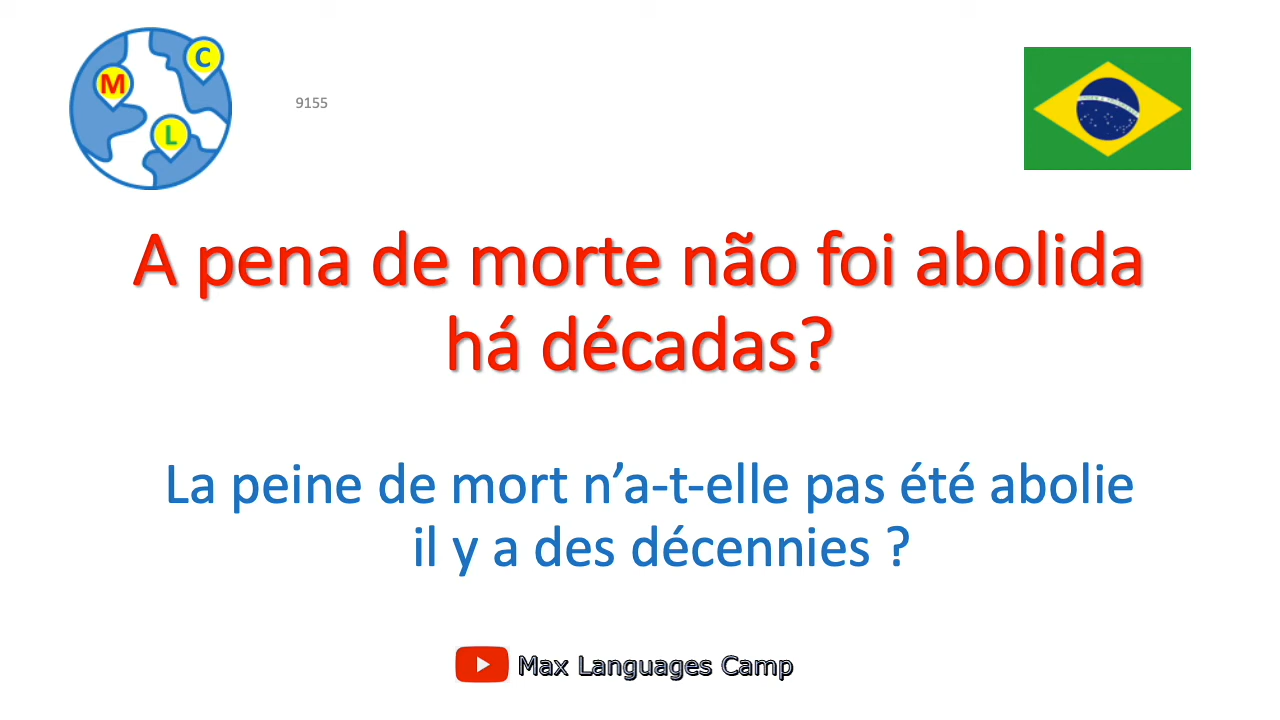 M
C
L
9155
A pena de morte não foi abolida
há décadas?
La peine de mort n’a-t-elle pas été abolie
il y a des décennies ?
Max Languages Camp